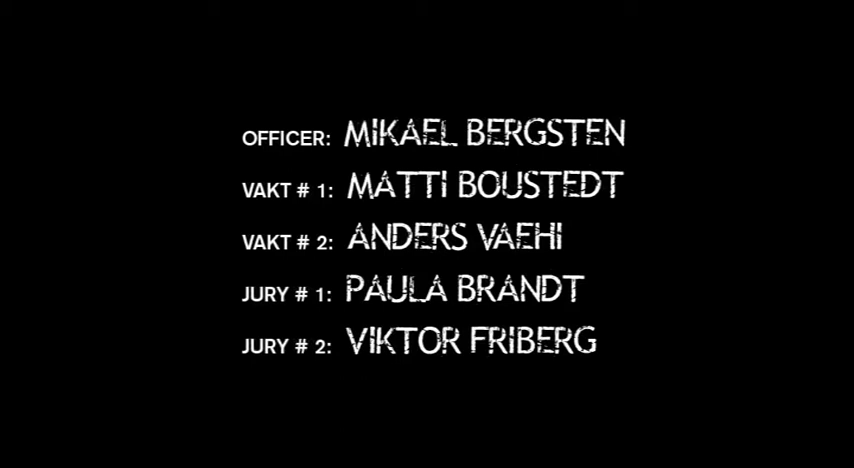 OFFICER: MIKAEL BERGSTEN
VAKT # 1: MATTI BOUSTEDT
VAKT # 2: ANDERS VAEHI
JURY # 1: PAULA BRANDT
JURY # 2: VIKTOR FRIBERG